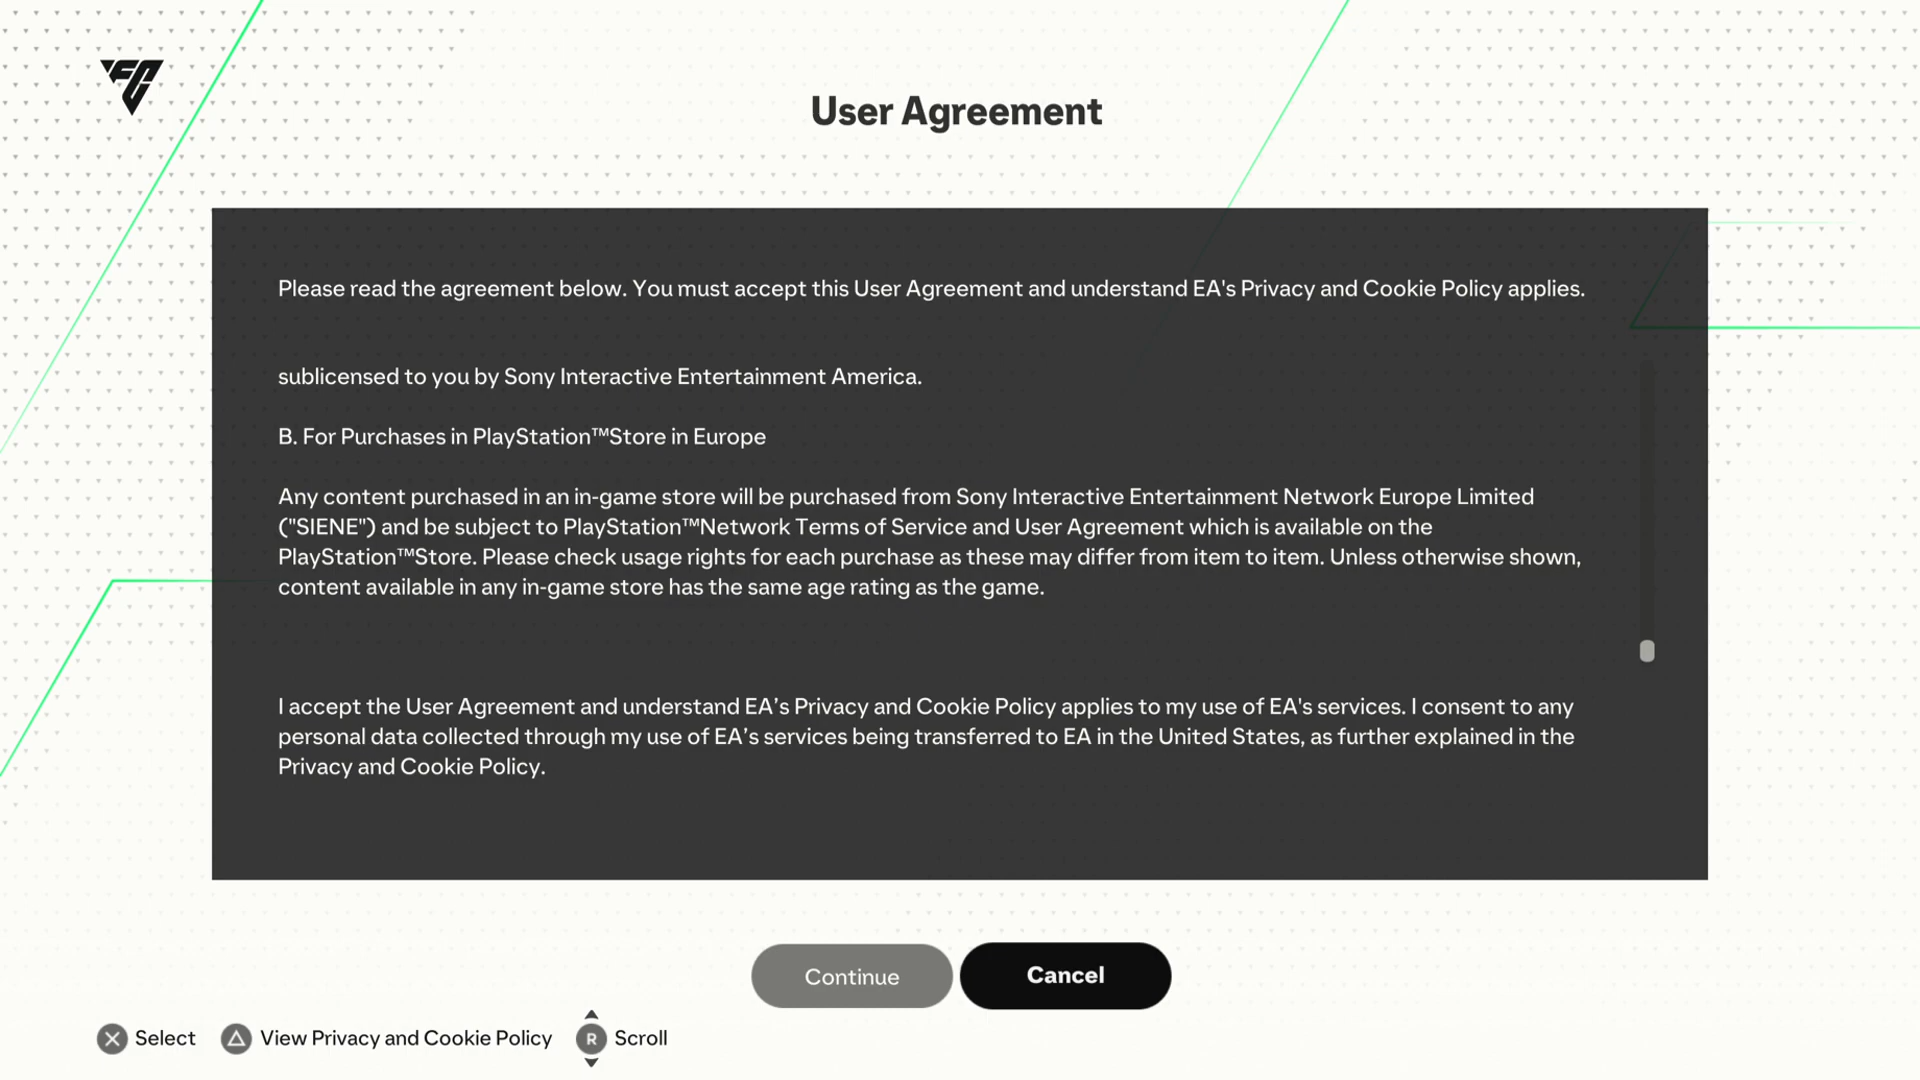 FC
User Agreement
Please read the agreement below. You must accept this User Agreement and understand EA's Privacy and Cookie Policy applies.
sublicensed to you by Sony Interactive Entertainment America.
B. For Purchases in PlayStation™Store in Europe
Any content purchased in an in-game store will be purchased from Sony Interactive Entertainment Network Europe Limited
("SIENE") and be subject to PlayStation™Network Terms of Service and User Agreement which is available on the
PlayStation™Store. Please check usage rights for each purchase as these may differ from item to item. Unless otherwise shown,
content available in any in-game store has the same age rating as the game.
I accept the User Agreement and understand EA’s Privacy and Cookie Policy applies to my use of EA's services. I consent to any
personal data collected through my use of EA’s services being transferred to EA in the United States, as further explained in the
Privacy and Cookie Policy.
Continue
Cancel
Select
View Privacy and Cookie Policy
R
Scroll